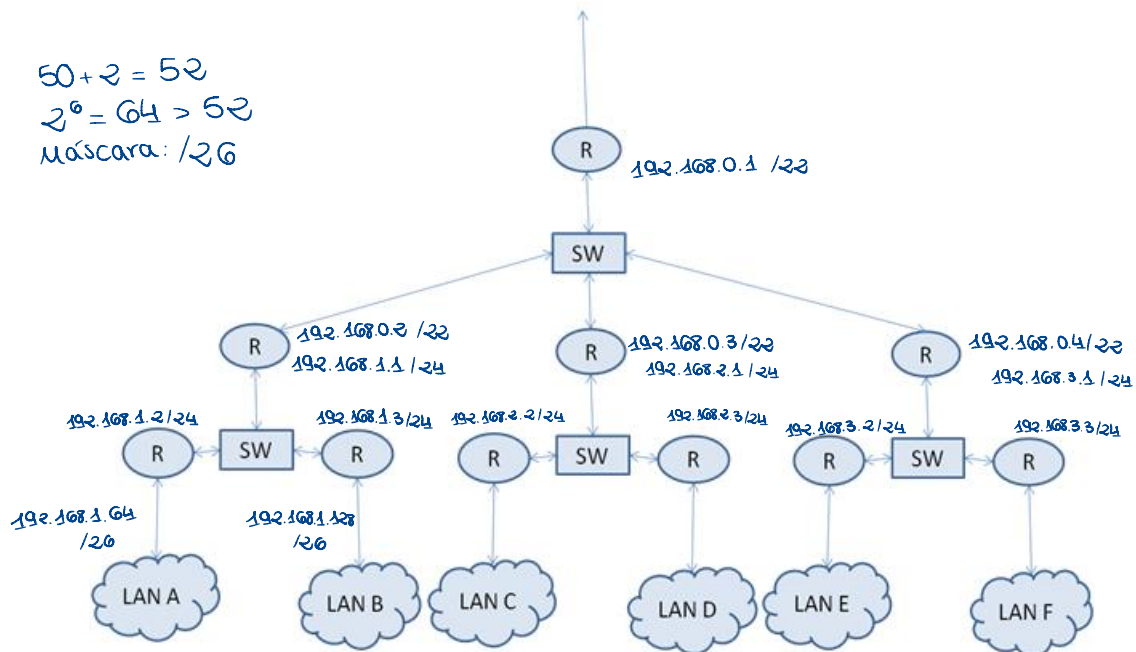 50+2 = 52
2⁶ = 64 > 52
Máscara: /26
R
192.168.0.1 /22
SW
R
192.168.0.2 /22
192.168.1.1 /24
R
192.168.0.3/22
192.168.2.1 /24
R
192.168.0.4/22
192.168.3.1 /24
192.168.1.2/24
R
SW
192.168.1.3/24
R
192.168.2.2/24
R
SW
192.168.2.3/24
R
192.168.3.2/24
R
SW
192.168.3.3/24
R
192.168.1.64
/26
192.168.1.128
/26
LAN A
LAN B
LAN C
LAN D
LAN E
LAN F